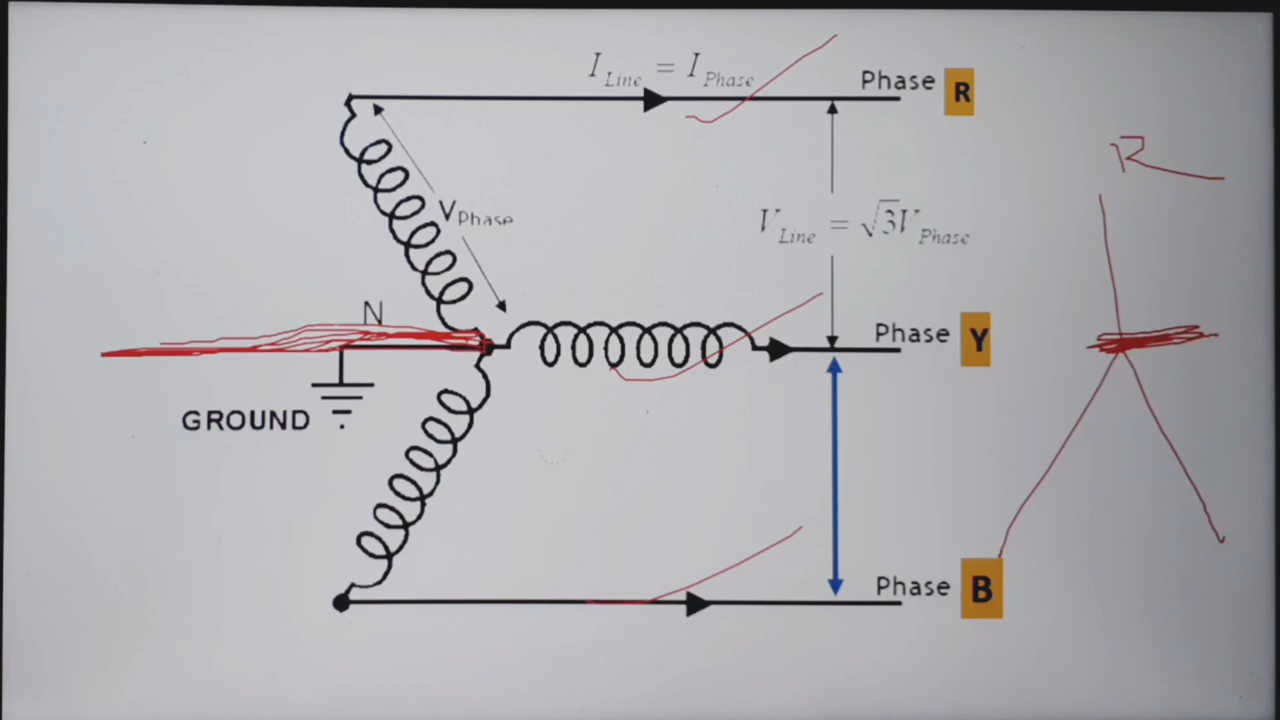 I Line = I Phase
Phase R
R
V Phase
V Line = √3V Phase
N
Phase Y
GROUND
Phase B